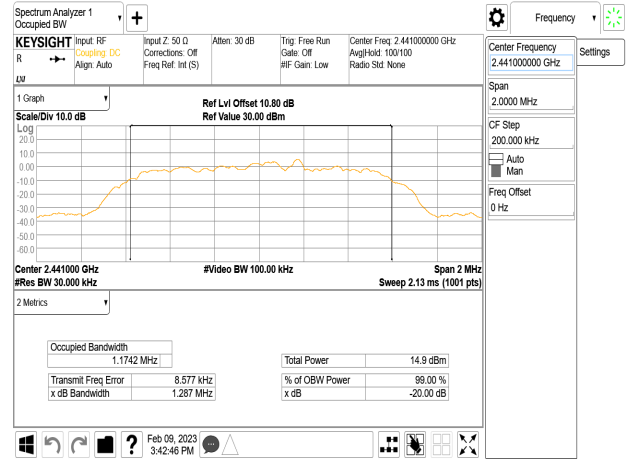 Spectrum Analyzer 1
Occupied BW
KEYSIGHT
R
Input: RF
Coupling: DC
Align: Auto
Input Z: 50 Ω
Corrections: Off
Freq Ref: Int (S)
Atten: 30 dB
Trig: Free Run
Gate: Off
#IF Gain: Low
Center Freq: 2.441000000 GHz
Avg|Hold: 100/100
Radio Std: None
LXI
1 Graph
Scale/Div 10.0 dB
Ref Lvl Offset 10.80 dB
Ref Value 30.00 dBm
Log
20.0
10.0
0.00
-10.0
-20.0
-30.0
-40.0
-50.0
-60.0
Center 2.441000 GHz
#Video BW 100.00 kHz
Span 2 MHz
#Res BW 30.000 kHz
Sweep 2.13 ms (1001 pts)
2 Metrics
Occupied Bandwidth
1.1742 MHz
Total Power 14.9 dBm
Transmit Freq Error 8.577 kHz
% of OBW Power 99.00 %
x dB Bandwidth 1.287 MHz
x dB -20.00 dB
Feb 09, 2023
3:42:46 PM
?
Frequency
Center Frequency
2.441000000 GHz
Settings
Span
2.0000 MHz
CF Step
200.000 kHz
Auto
Man
Freq Offset
0 Hz